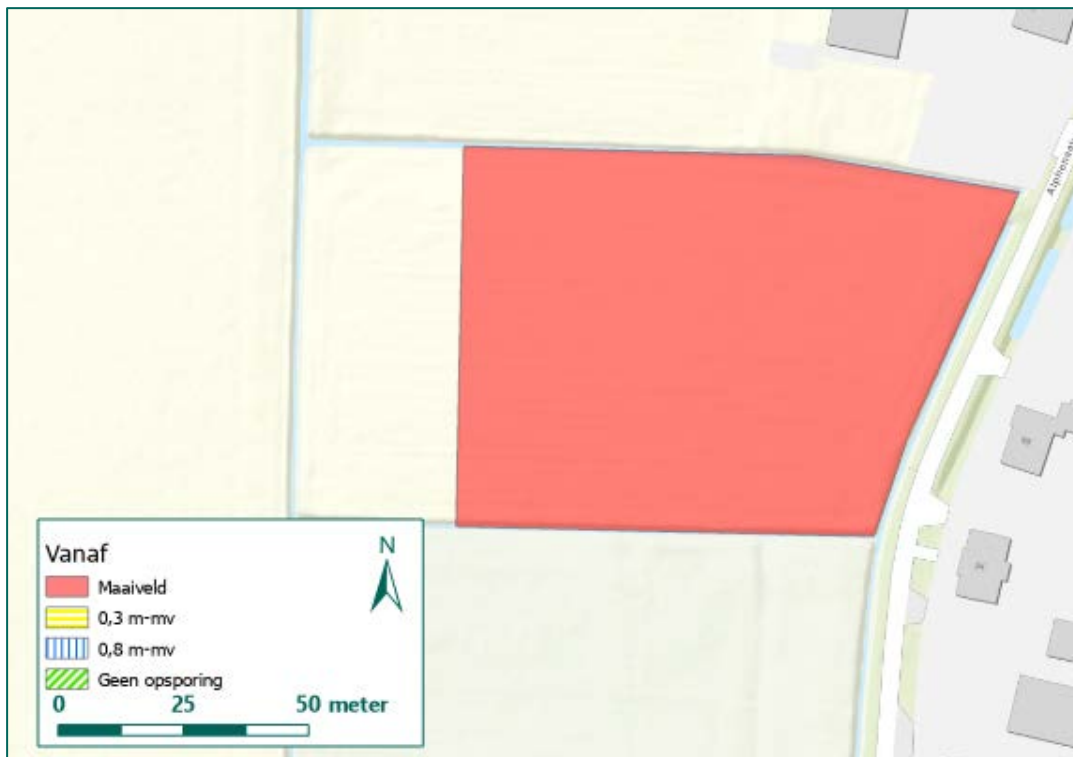 Vanaf
N
Maaiveld
0,3 m-mv
0,8 m-mv
Geen opsporing
0 25 50 meter